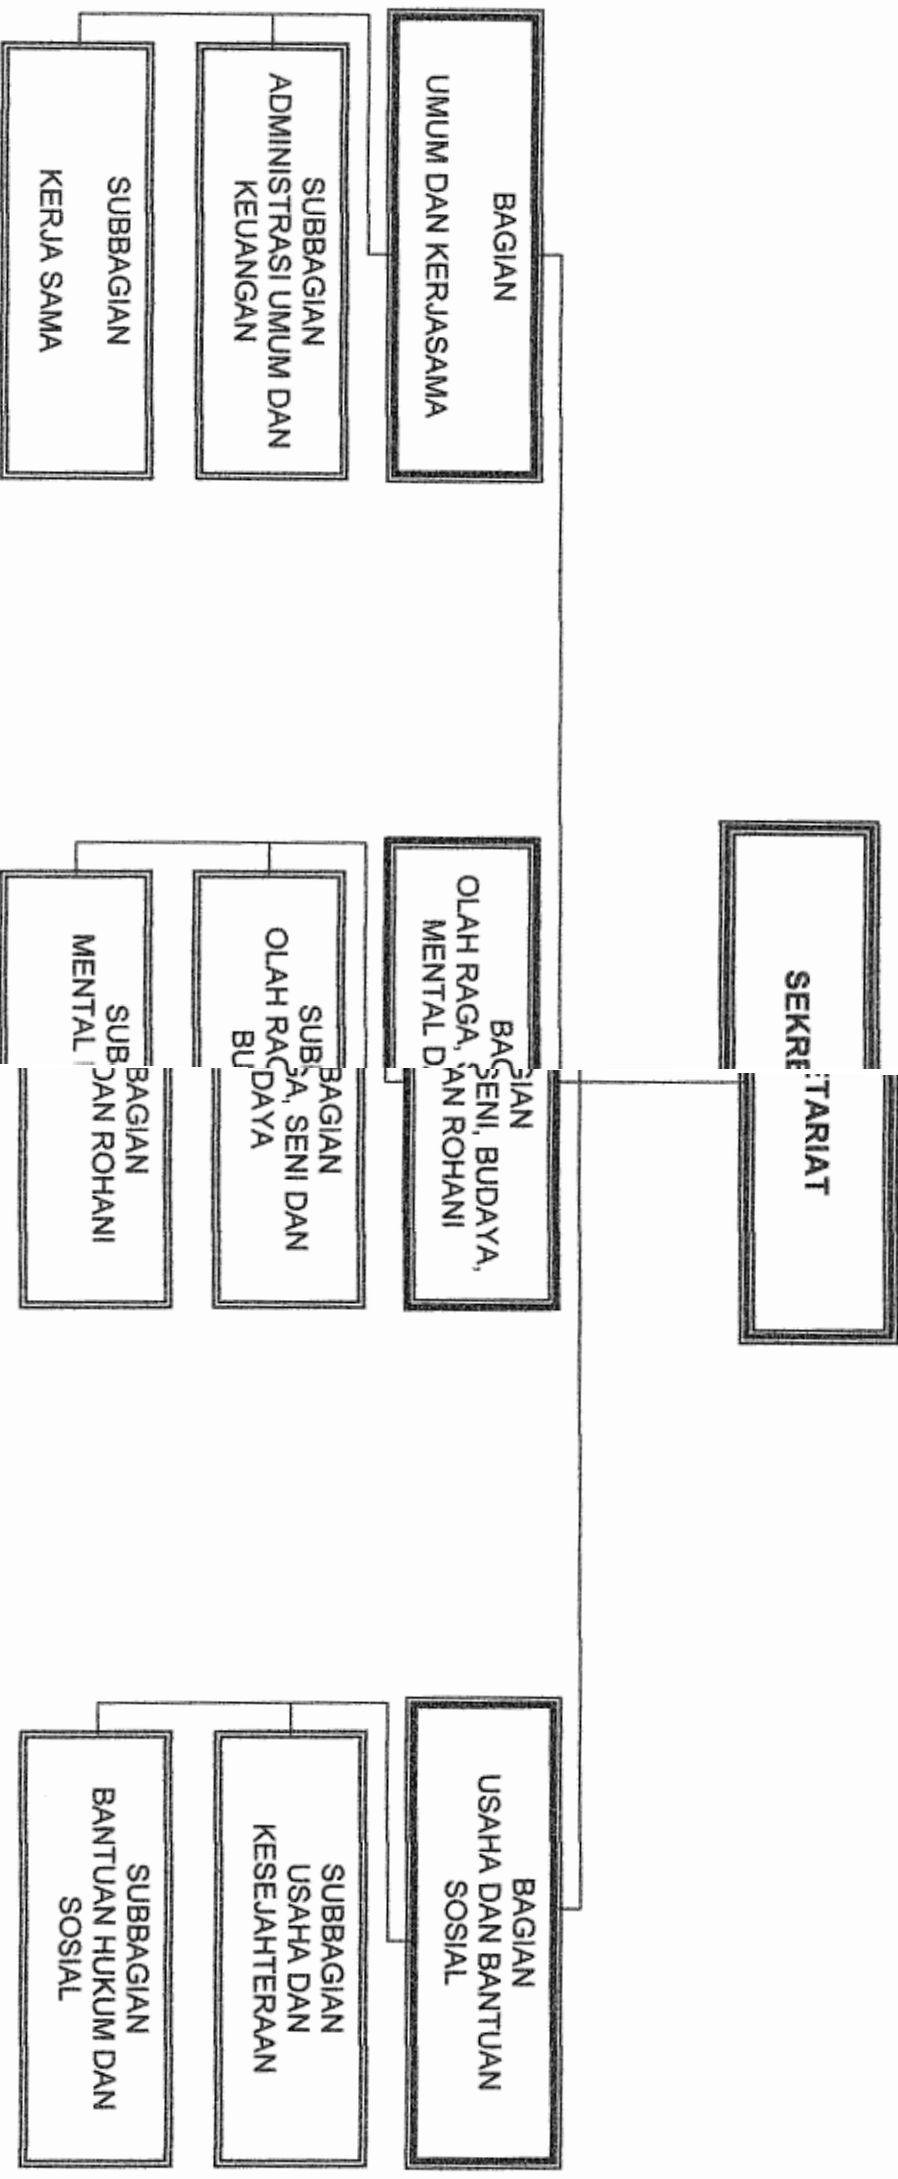 SEKRETARIAT
BAGIAN
UMUM DAN KERJASAMA
BAGIAN
OLAH RAGA, SENI, BUDAYA,
MENTAL DAN ROHANI
BAGIAN
USAHA DAN BANTUAN
SOSIAL
SUBBAGIAN
ADMINISTRASI UMUM DAN
KEUANGAN
SUBBAGIAN
OLAH RAGA, SENI DAN
BUDAYA
SUBBAGIAN
USAHA DAN
KESEJAHTERAAN
SUBBAGIAN
KERJA SAMA
SUBBAGIAN
MENTAL DAN ROHANI
SUBBAGIAN
BANTUAN HUKUM DAN
SOSIAL